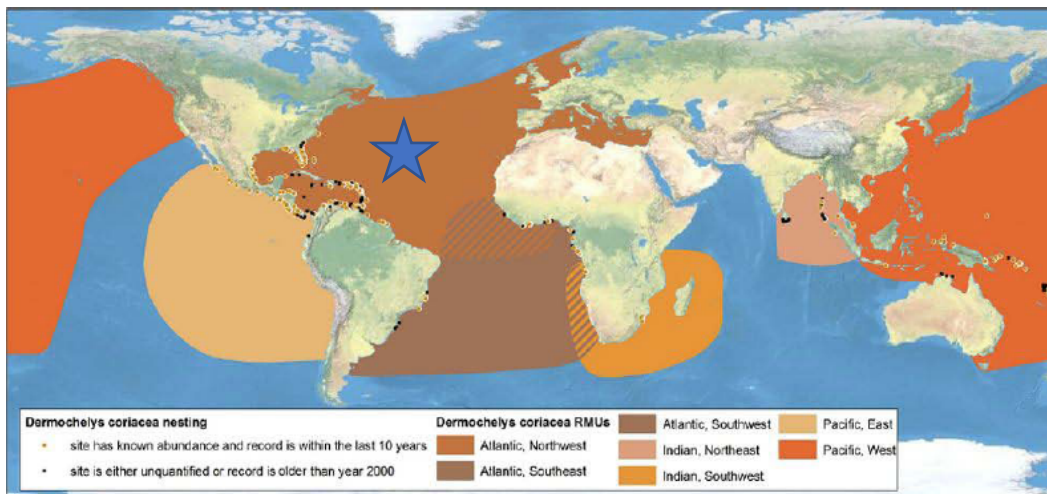 Dermochelys coriacea nesting
site has known abundance and record is within the last 10 years
site is either unquantified or record is older than year 2000
Dermochelys coriacea RMUs
Atlantic, Northwest
Atlantic, Southeast
Atlantic, Southwest
Indian, Northeast
Indian, Southwest
Pacific, East
Pacific, West